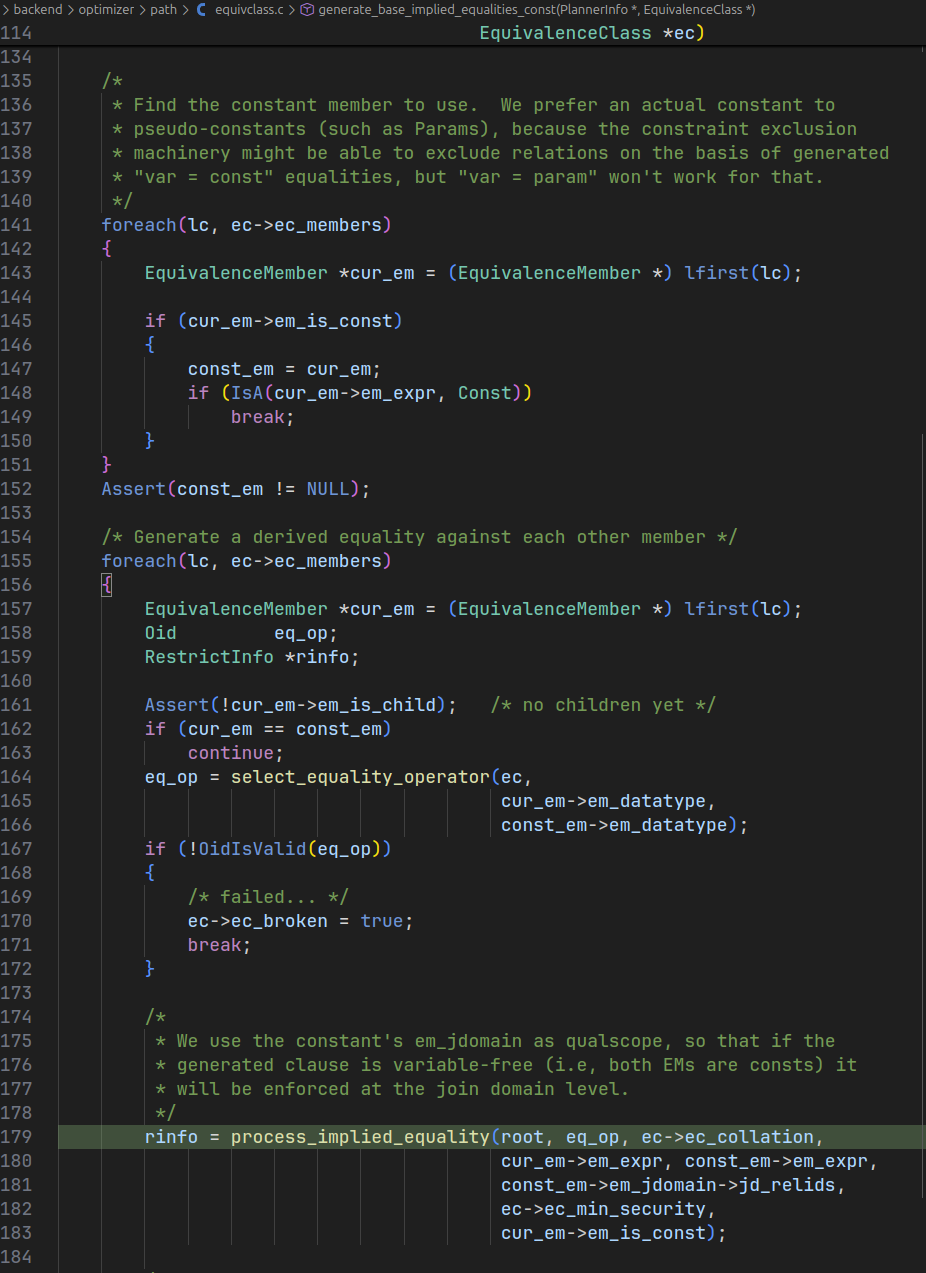 > backend > optimizer > path > C equivclass.c > generate_base_implied_equalities_const(PlannerInfo *, EquivalenceClass *)
114 EquivalenceClass *ec)
134
135 /*
136 * Find the constant member to use.  We prefer an actual constant to
137 * pseudo-constants (such as Params), because the constraint exclusion
138 * machinery might be able to exclude relations on the basis of generated
139 * "var = const" equalities, but "var = param" won't work for that.
140 */
141 foreach(lc, ec->ec_members)
142 {
143 EquivalenceMember *cur_em = (EquivalenceMember *) lfirst(lc);
144
145 if (cur_em->em_is_const)
146 {
147 const_em = cur_em;
148 if (IsA(cur_em->em_expr, Const))
149 break;
150 }
151 }
152 Assert(const_em != NULL);
153
154 /* Generate a derived equality against each other member */
155 foreach(lc, ec->ec_members)
156 {
157 EquivalenceMember *cur_em = (EquivalenceMember *) lfirst(lc);
158 Oid         eq_op;
159 RestrictInfo *rinfo;
160
161 Assert(!cur_em->em_is_child);   /* no children yet */
162 if (cur_em == const_em)
163 continue;
164 eq_op = select_equality_operator(ec,
165 cur_em->em_datatype,
166 const_em->em_datatype);
167 if (!OidIsValid(eq_op))
168 {
169 /* failed... */
170 ec->ec_broken = true;
171 break;
172 }
173
174 /*
175 * We use the constant's em_jdomain as qualscope, so that if the
176 * generated clause is variable-free (i.e, both EMs are consts) it
177 * will be enforced at the join domain level.
178 */
179 rinfo = process_implied_equality(root, eq_op, ec->ec_collation,
180 cur_em->em_expr, const_em->em_expr,
181 const_em->em_jdomain->jd_relids,
182 ec->ec_min_security,
183 cur_em->em_is_const);
184